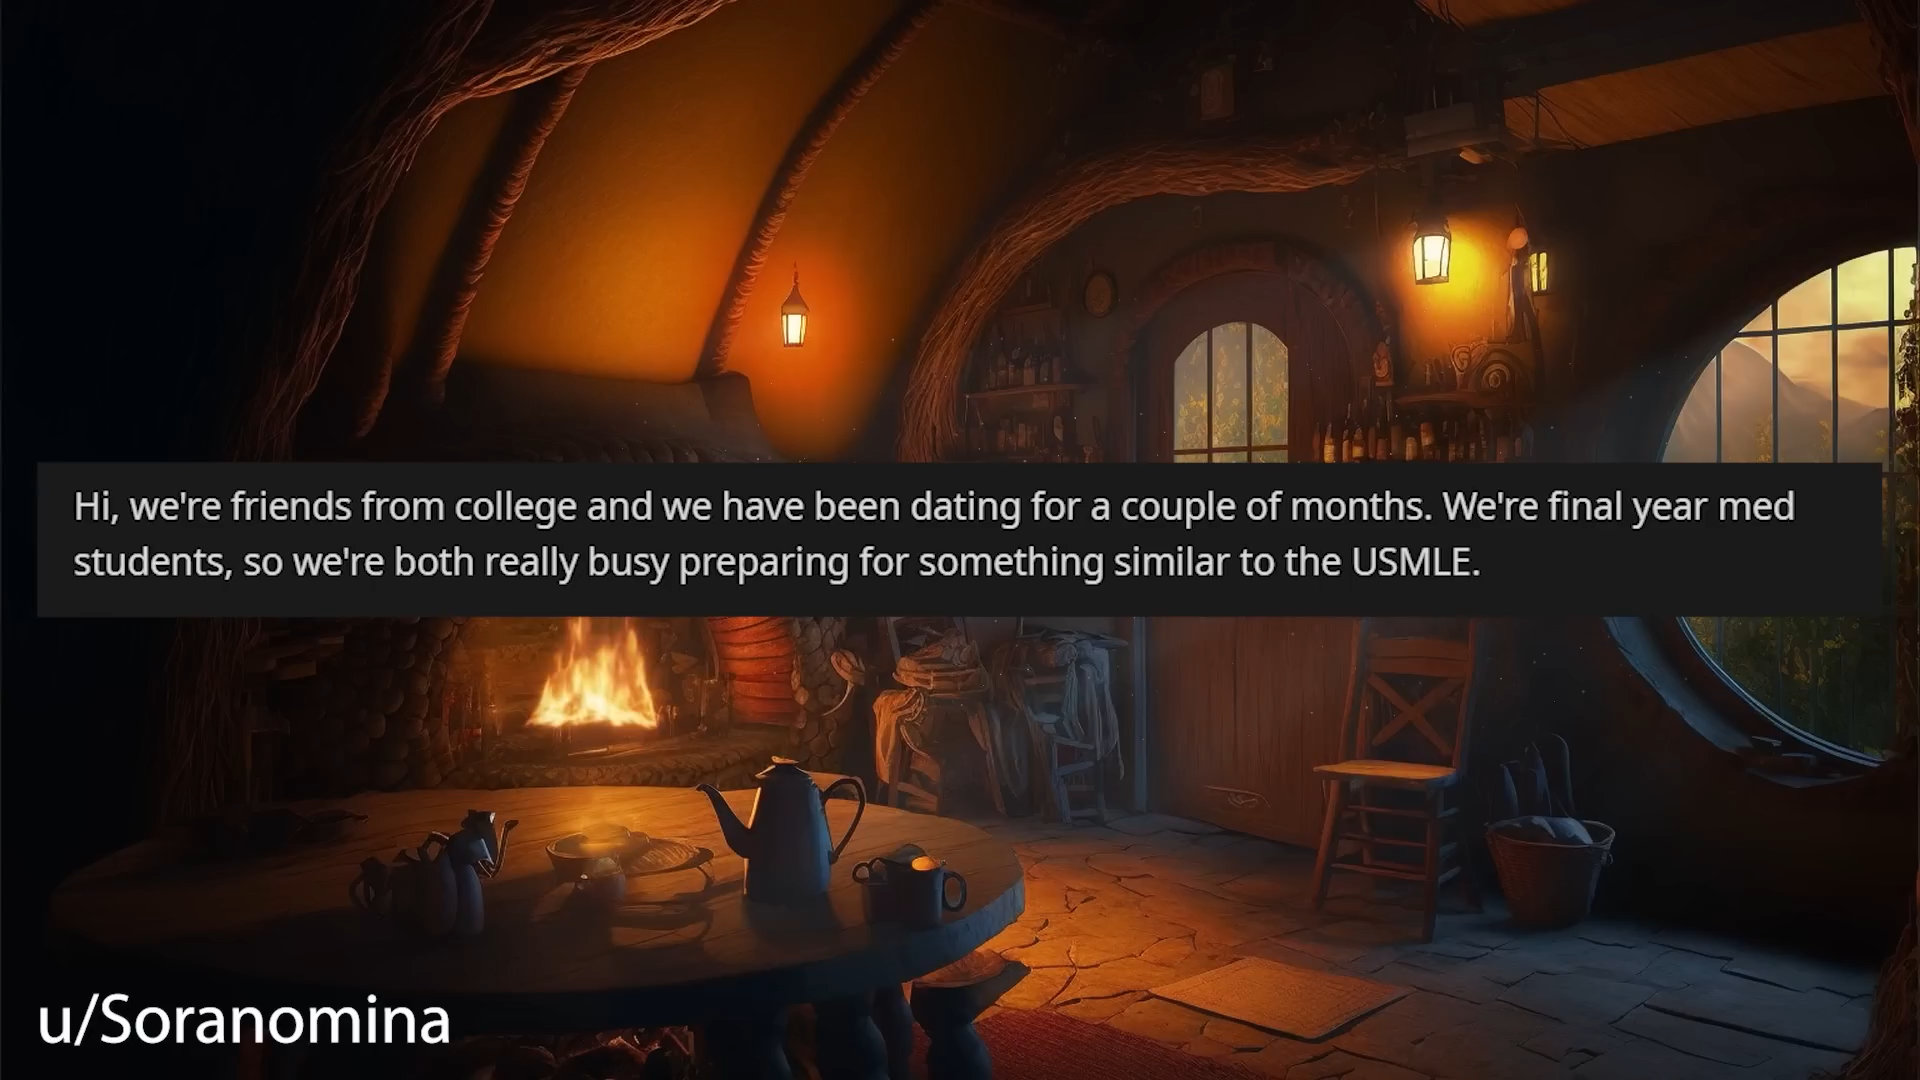 Hi, we're friends from college and we have been dating for a couple of months. We're final year med
students, so we're both really busy preparing for something similar to the USMLE.
u/Soranomina